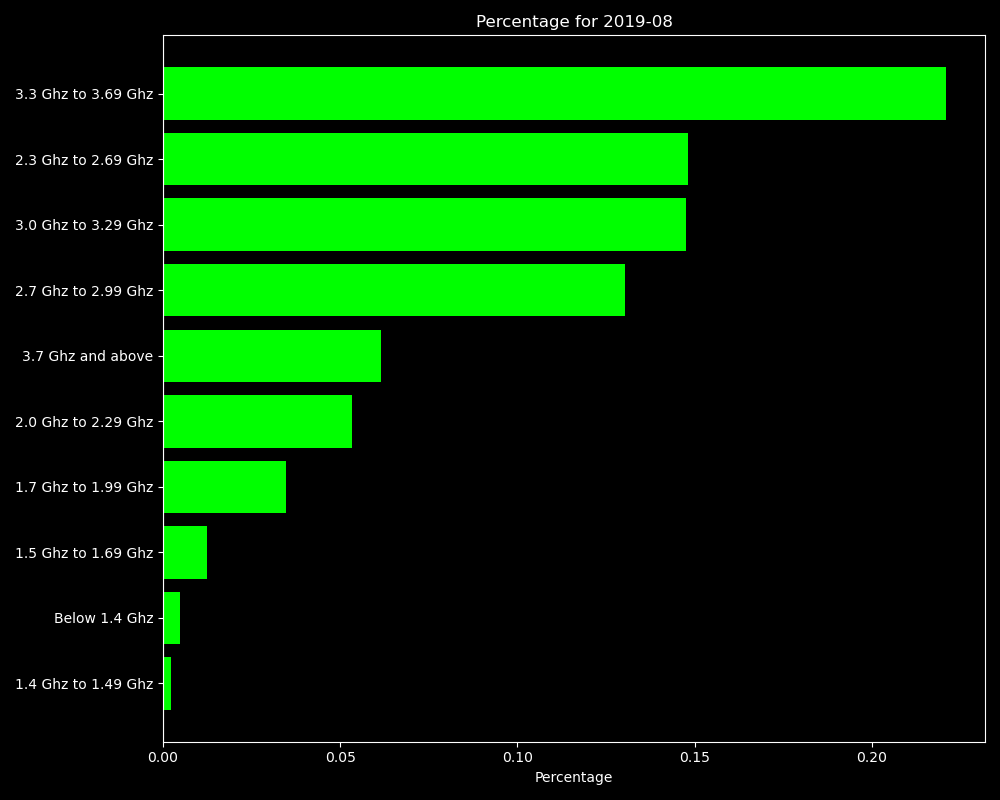 Percentage for 2019-08
3.3 Ghz to 3.69 Ghz
2.3 Ghz to 2.69 Ghz
3.0 Ghz to 3.29 Ghz
2.7 Ghz to 2.99 Ghz
3.7 Ghz and above
2.0 Ghz to 2.29 Ghz
1.7 Ghz to 1.99 Ghz
1.5 Ghz to 1.69 Ghz
Below 1.4 Ghz
1.4 Ghz to 1.49 Ghz
0.00 0.05 0.10 0.15 0.20
Percentage